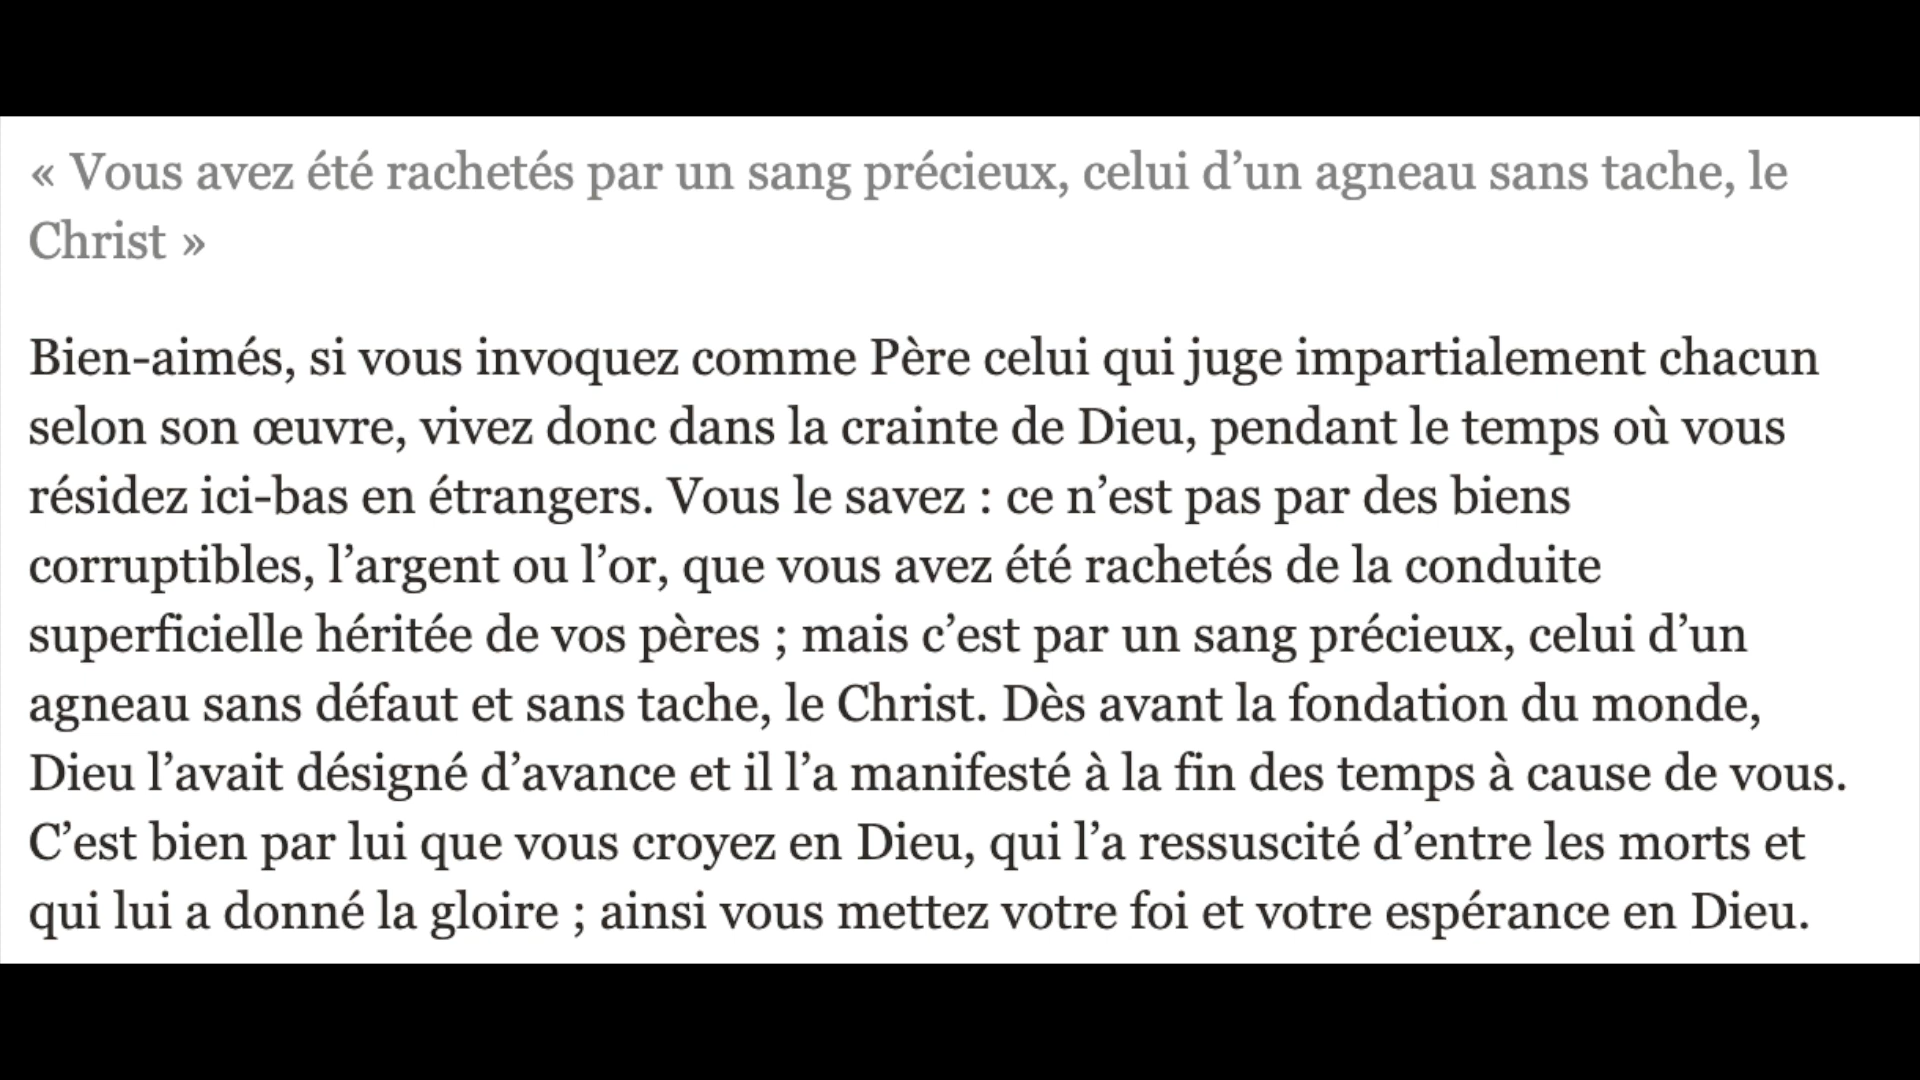 « Vous avez été rachetés par un sang précieux, celui d’un agneau sans tache, le
Christ »
Bien-aimés, si vous invoquez comme Père celui qui juge impartialement chacun
selon son œuvre, vivez donc dans la crainte de Dieu, pendant le temps où vous
résidez ici-bas en étrangers. Vous le savez : ce n’est pas par des biens
corruptibles, l’argent ou l’or, que vous avez été rachetés de la conduite
superficielle héritée de vos pères ; mais c’est par un sang précieux, celui d’un
agneau sans défaut et sans tache, le Christ. Dès avant la fondation du monde,
Dieu l’avait désigné d’avance et il l’a manifesté à la fin des temps à cause de vous.
C’est bien par lui que vous croyez en Dieu, qui l’a ressuscité d’entre les morts et
qui lui a donné la gloire ; ainsi vous mettez votre foi et votre espérance en Dieu.